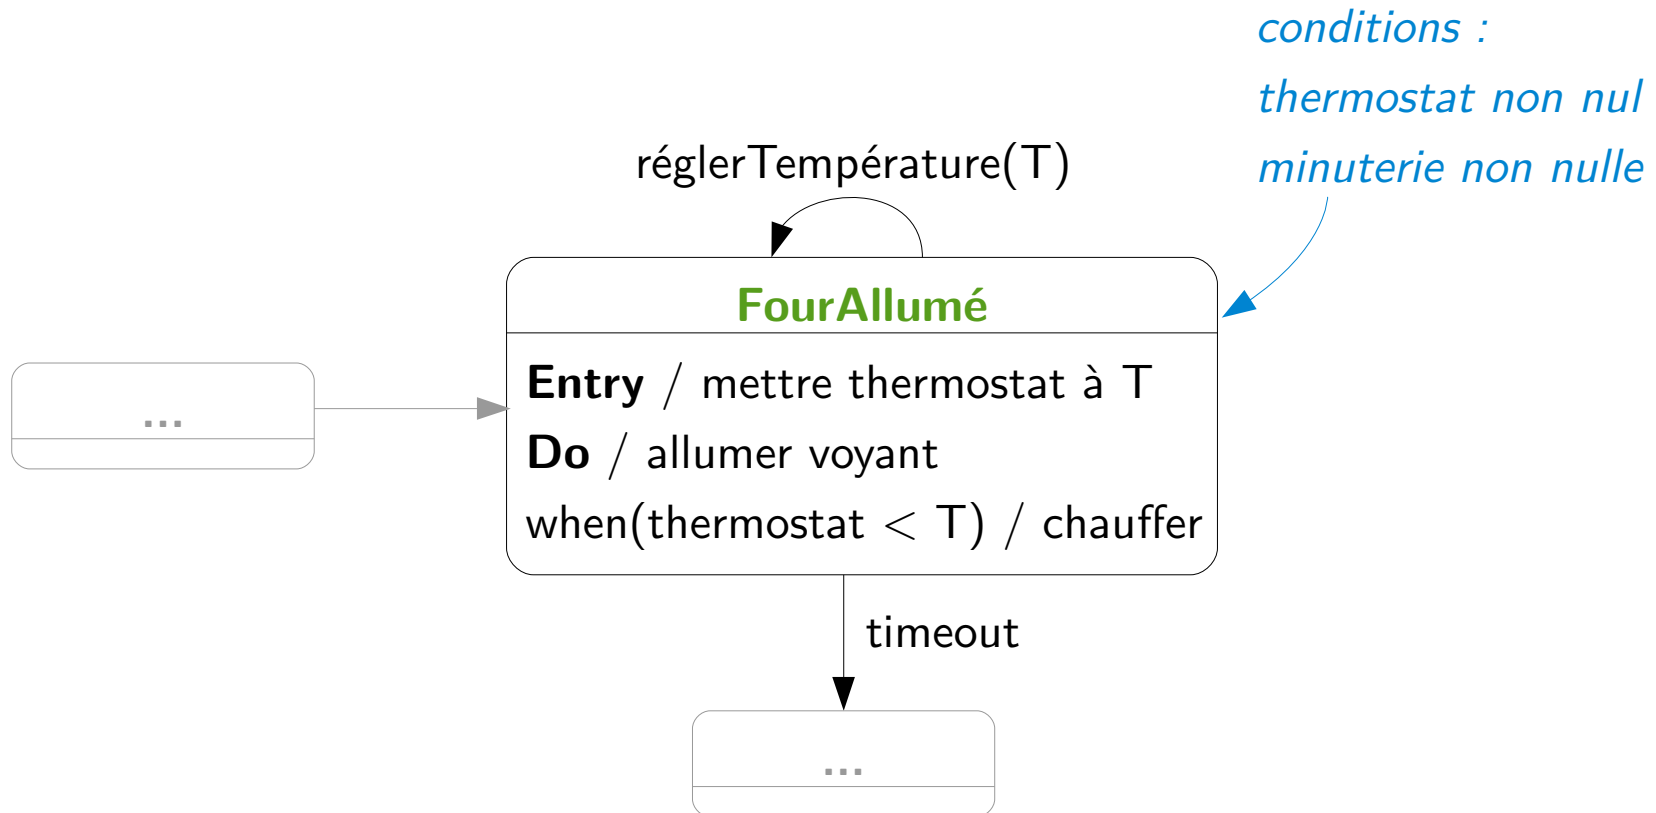 conditions :
thermostat non nul
minuterie non nulle
réglerTempérature(T)
FourAllumé
Entry / mettre thermostat à T
Do / allumer voyant
when(thermostat < T) / chauffer
...
timeout
...